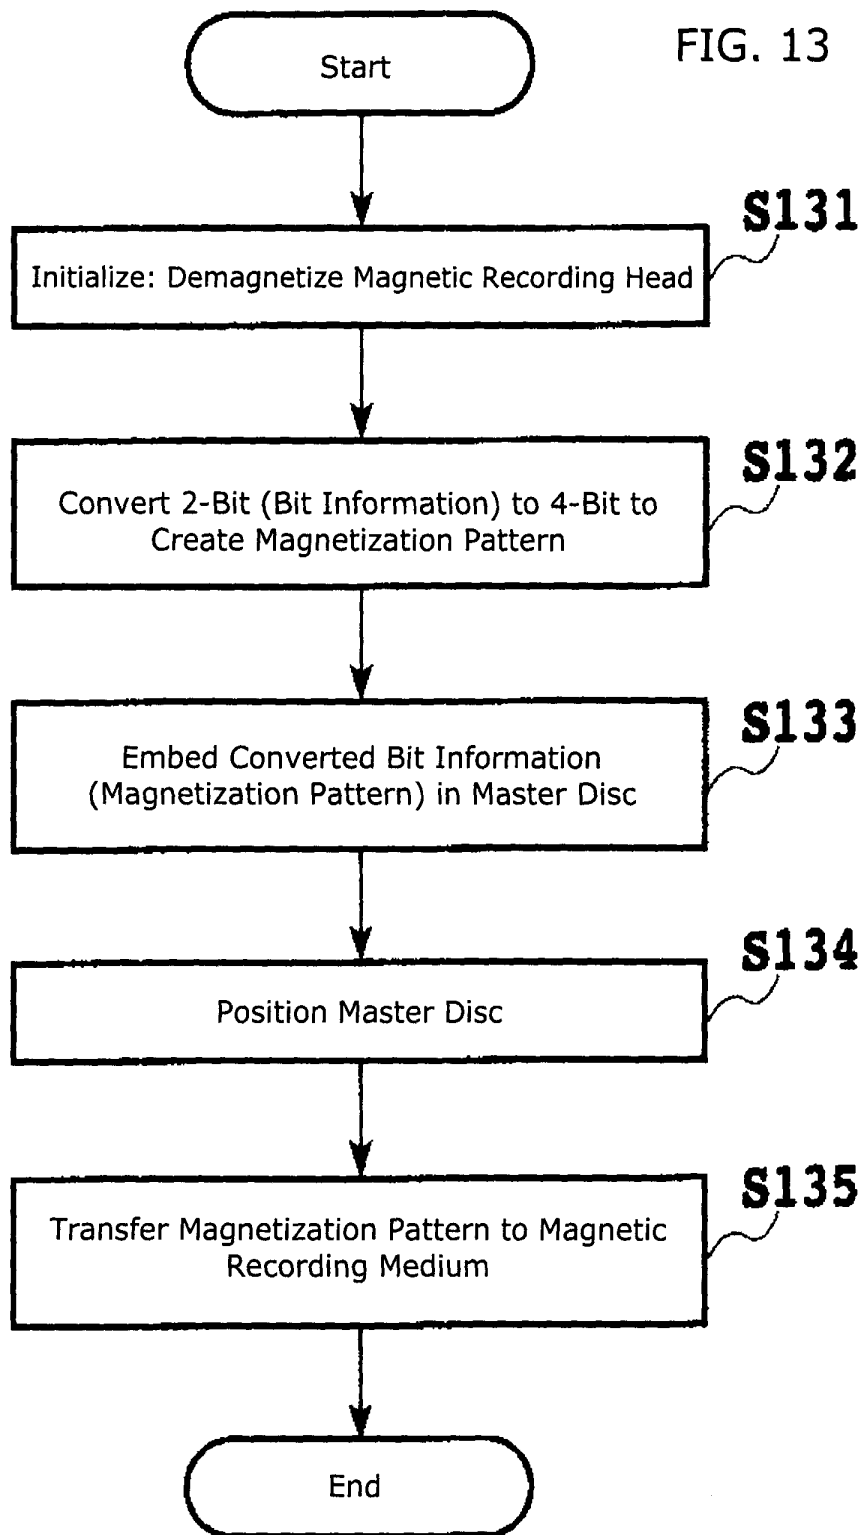 FIG. 13
Start
S131
Initialize: Demagnetize Magnetic Recording Head
S132
Convert 2-Bit (Bit Information) to 4-Bit to
Create Magnetization Pattern
S133
Embed Converted Bit Information
(Magnetization Pattern) in Master Disc
S134
Position Master Disc
S135
Transfer Magnetization Pattern to Magnetic
Recording Medium
End